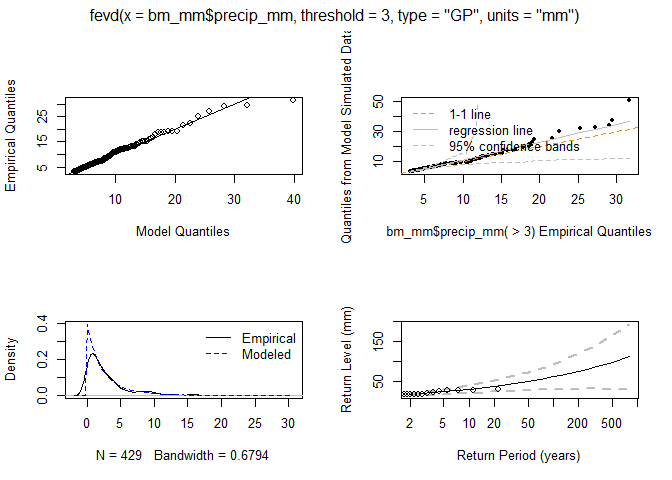 fevd(x = bm_mm$precip_mm, threshold = 3, type = "GP", units = "mm")
Empirical Quantiles
5
15
25
10
20
30
40
Model Quantiles
Quantiles from Model Simulated Data
10
30
50
1-1 line
regression line
95% confidence bands
5
10
15
20
25
30
bm_mm$precip_mm( > 3) Empirical Quantiles
Density
0.0
0.2
0.4
Empirical
Modeled
0
5
10
15
20
25
30
N = 429 Bandwidth = 0.6794
Return Level (mm)
50
150
2
5
10
20
50
200
500
Return Period (years)